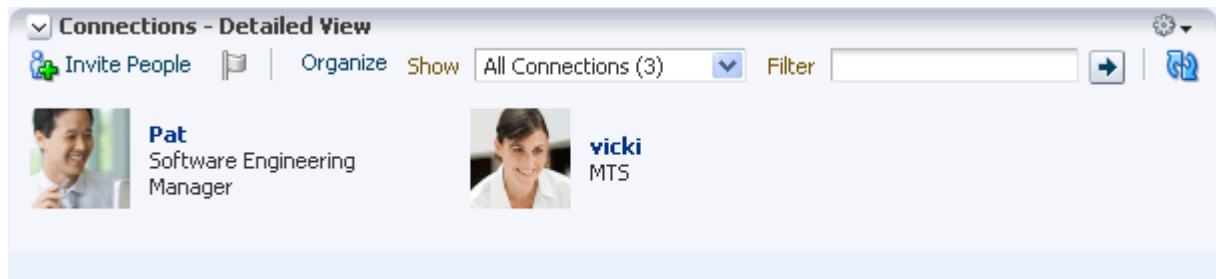 Connections - Detailed View
Invite People Organize Show All Connections (3) Filter
Pat
Software Engineering
Manager
vicki
MTS